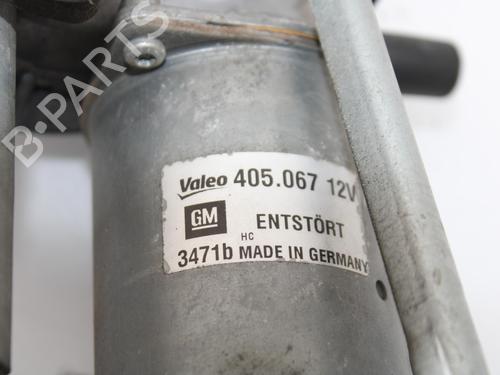 B-PARTS
Valeo 405.067 12V
GM ENTSTÖRT
HC
3471b MADE IN GERMANY